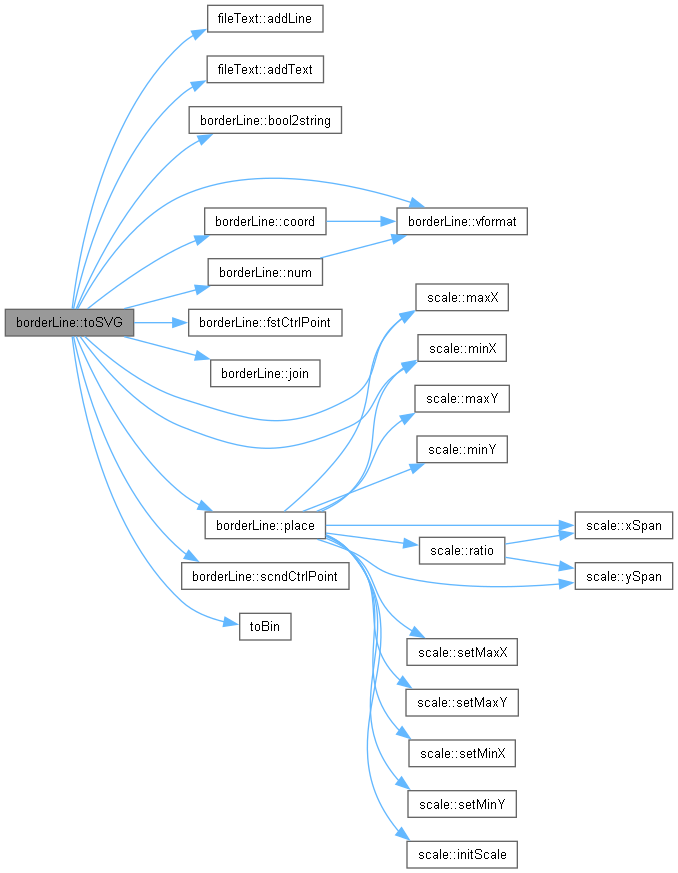 fileText::addLine
fileText::addText
borderLine::bool2string
borderLine::coord
borderLine::vformat
borderLine::num
scale::maxX
borderLine::toSVG
borderLine::fstCtrlPoint
scale::minX
borderLine::join
scale::maxY
scale::minY
borderLine::place
scale::xSpan
scale::ratio
borderLine::scndCtrlPoint
scale::ySpan
toBin
scale::setMaxX
scale::setMaxY
scale::setMinX
scale::setMinY
scale::initScale